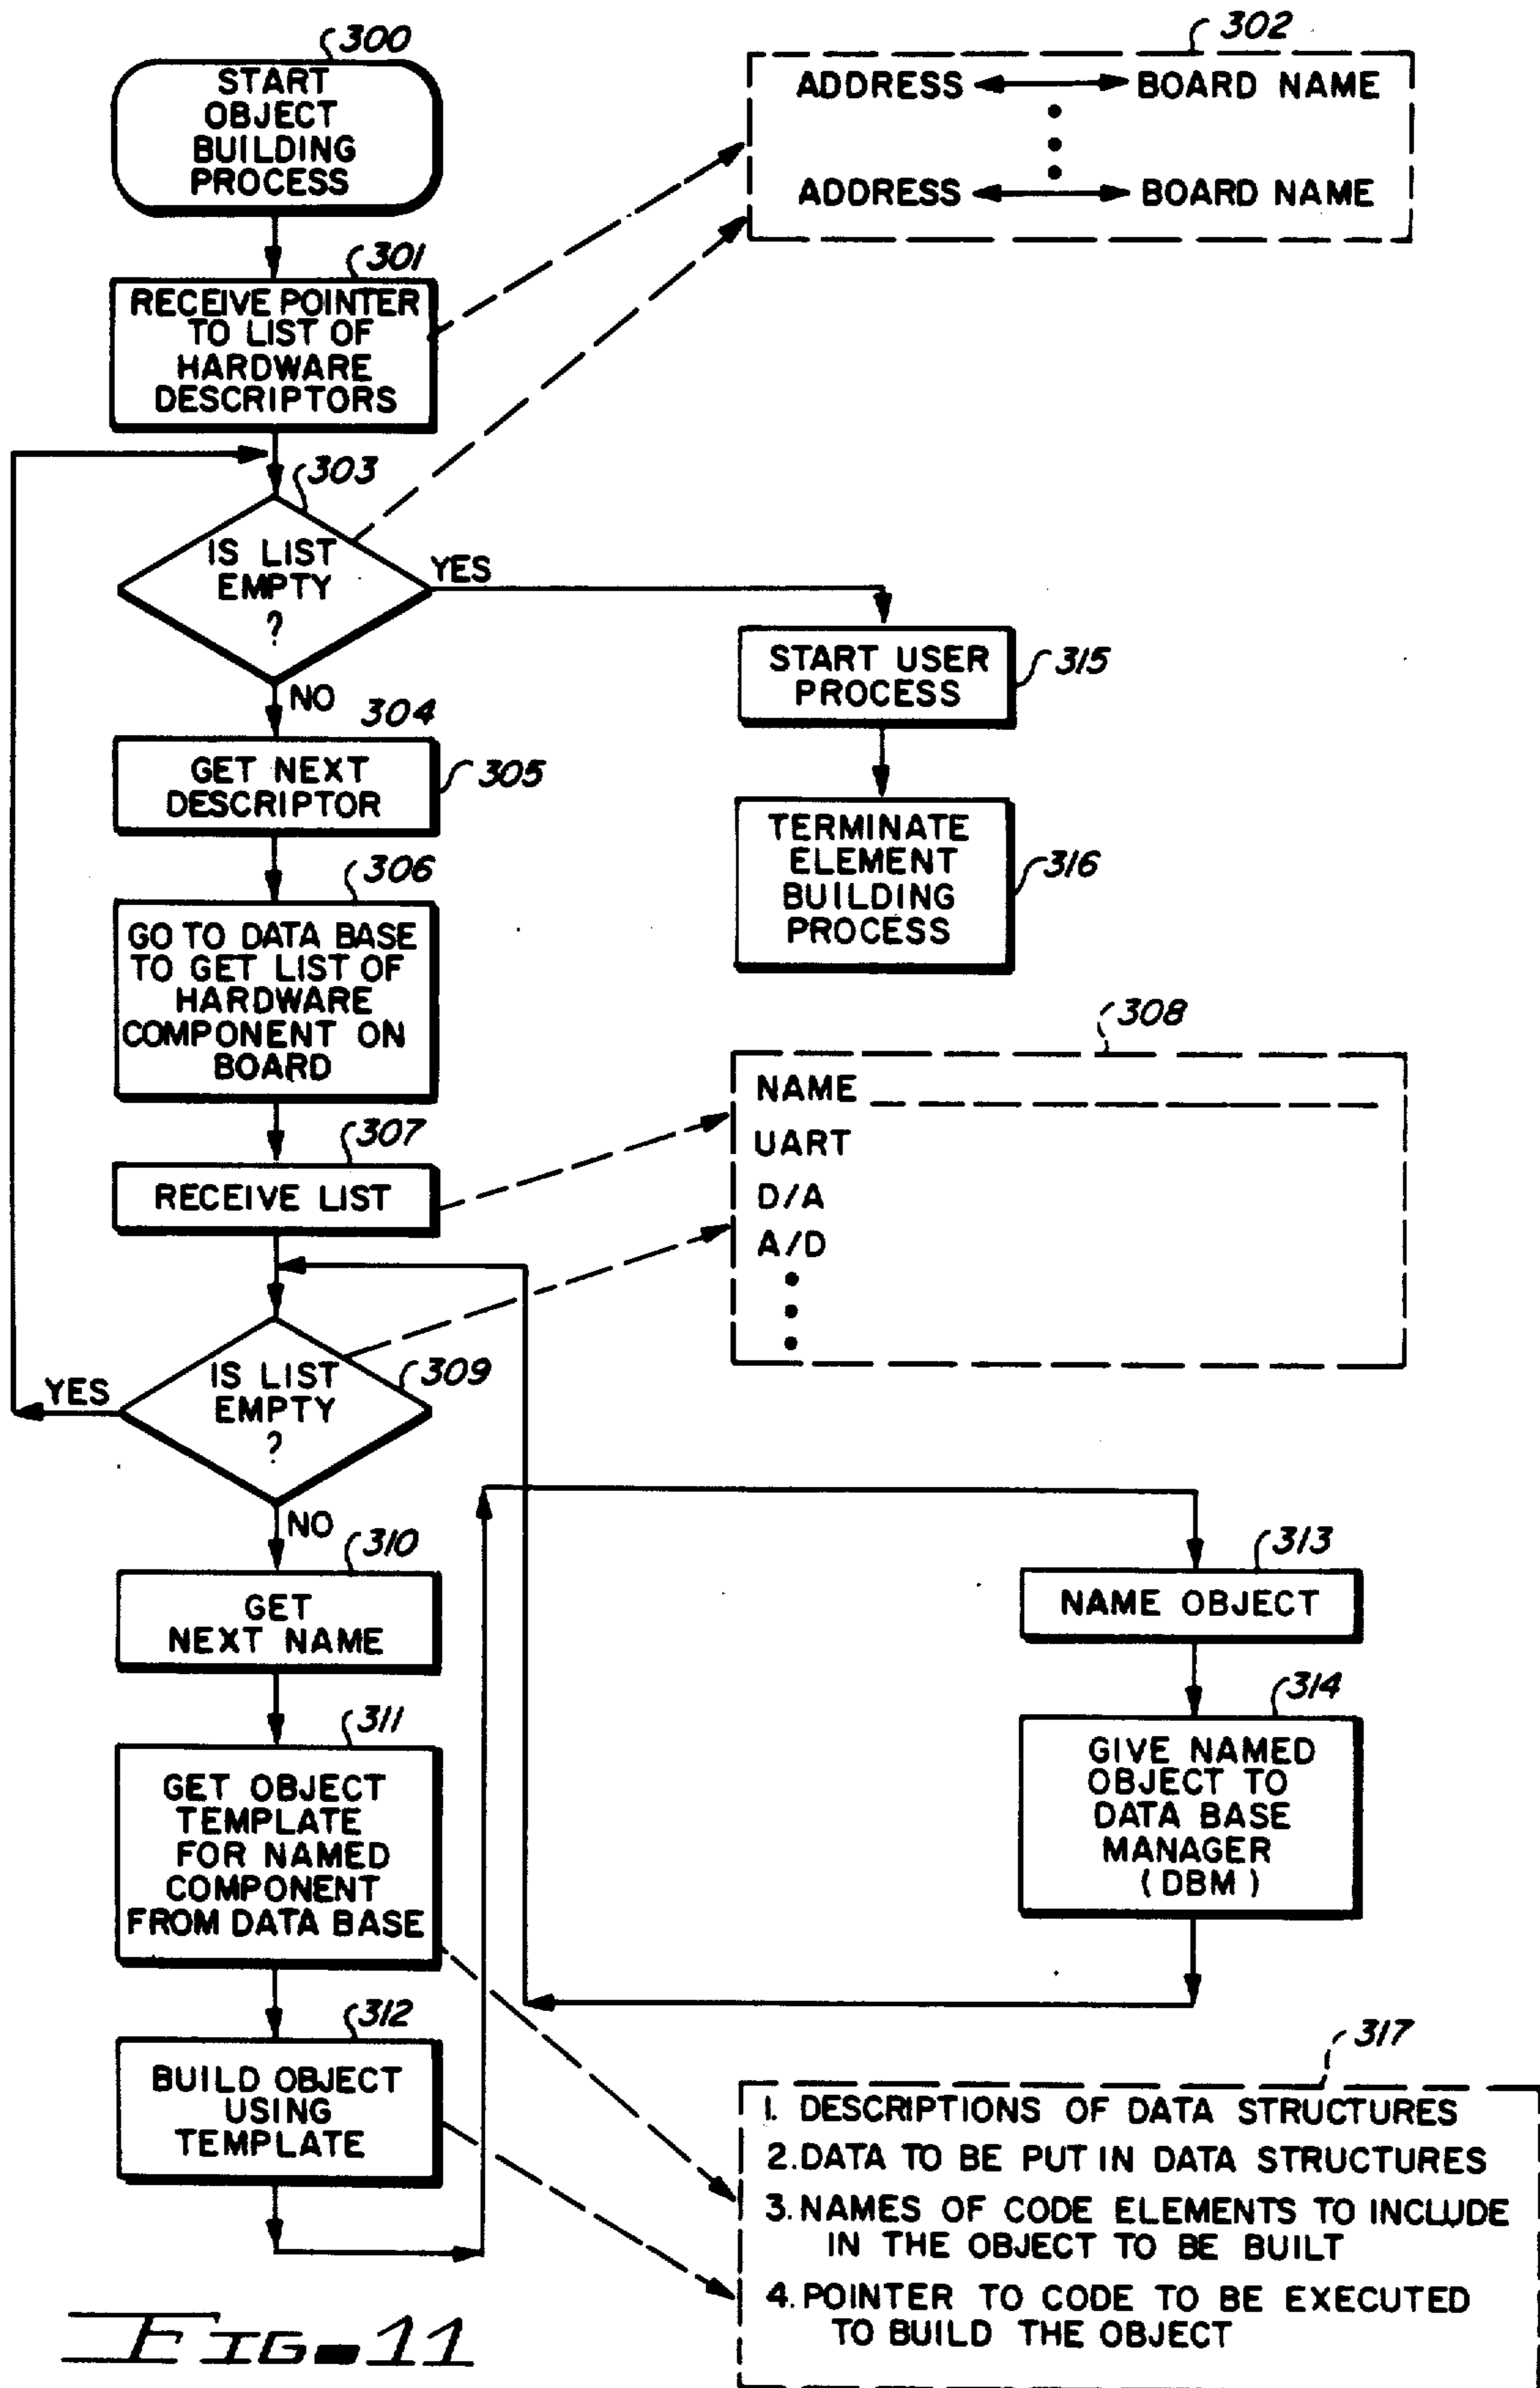 300
START
OBJECT
BUILDING
PROCESS
302
ADDRESS BOARD NAME
ADDRESS BOARD NAME
301
RECEIVE POINTER
TO LIST OF
HARDWARE
DESCRIPTORS
303
IS LIST
EMPTY
?
YES
NO
START USER
PROCESS
315
304
GET NEXT
DESCRIPTOR
305
TERMINATE
ELEMENT
BUILDING
PROCESS
316
306
GO TO DATA BASE
TO GET LIST OF
HARDWARE
COMPONENT ON
BOARD
308
NAME
UART
D/A
A/D
307
RECEIVE LIST
309
IS LIST
EMPTY
?
YES
NO
310
GET
NEXT NAME
313
NAME OBJECT
314
GIVE NAMED
OBJECT TO
DATA BASE
MANAGER
(DBM)
311
GET OBJECT
TEMPLATE
FOR NAMED
COMPONENT
FROM DATA BASE
312
BUILD OBJECT
USING
TEMPLATE
317
1. DESCRIPTIONS OF DATA STRUCTURES
2. DATA TO BE PUT IN DATA STRUCTURES
3. NAMES OF CODE ELEMENTS TO INCLUDE
IN THE OBJECT TO BE BUILT
4. POINTER TO CODE TO BE EXECUTED
TO BUILD THE OBJECT
FIG-11